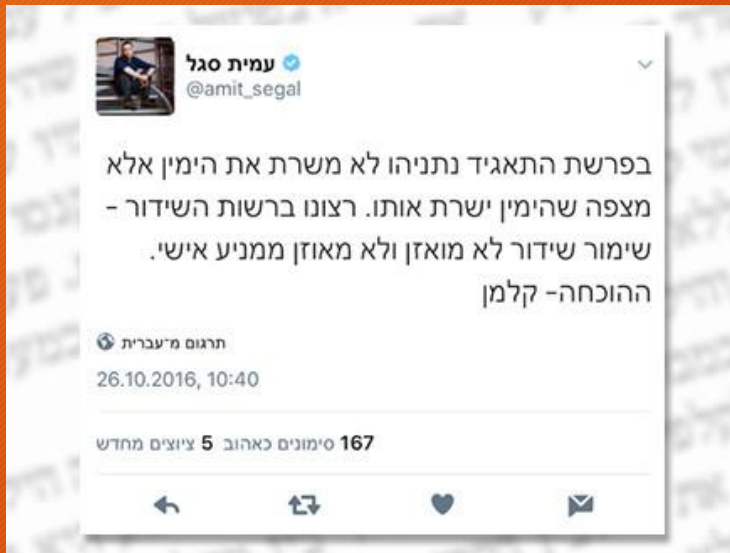 עמית סגל
@amit_segal
בפרשת התאגיד נתניהו לא משרת את הימין אלא
מצפה שהימין ישרת אותו. רצונו ברשות השידור -
שימור שידור לא מואזן ולא מאוזן ממניע אישי.
ההוכחה- קלמן
תרגום מ־עברית
26.10.2016, 10:40
167 סימונים כאהוב 5 ציוצים מחדש